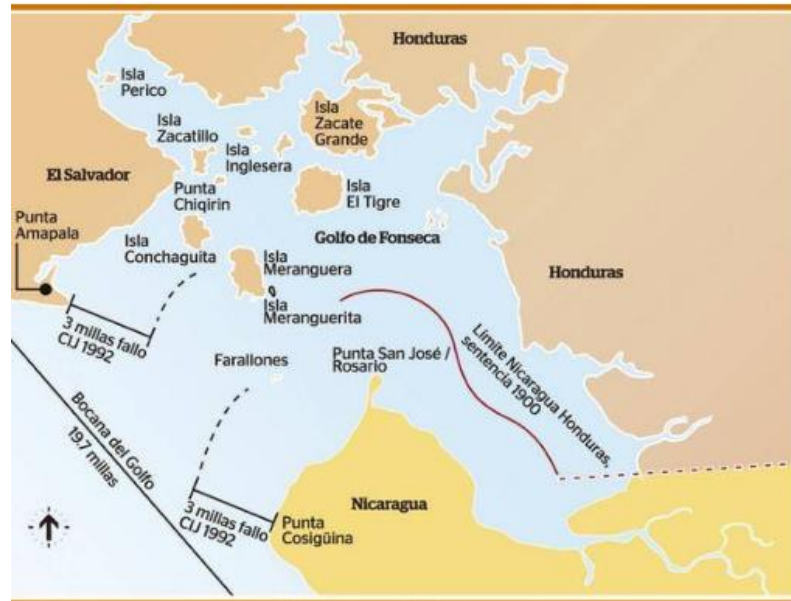 Honduras
Isla
Perico
Isla
Zacate
Grande
Isla
Zacatillo
Isla
Inglesera
El Salvador
Punta
Chiqirin
Isla
El Tigre
Punta
Amapala
Isla
Conchaguita
Golfo de Fonseca
Isla
Meranguera
Honduras
Isla
Meranguerita
3 millas fallo
CIJ 1992
Farallones
Punta San José /
Rosario
Límite Nicaragua Honduras,
sentencia 1900
Bocana del Golfo
19.7 millas
3 millas fallo
CIJ 1992
Nicaragua
Punta
Cosigüina